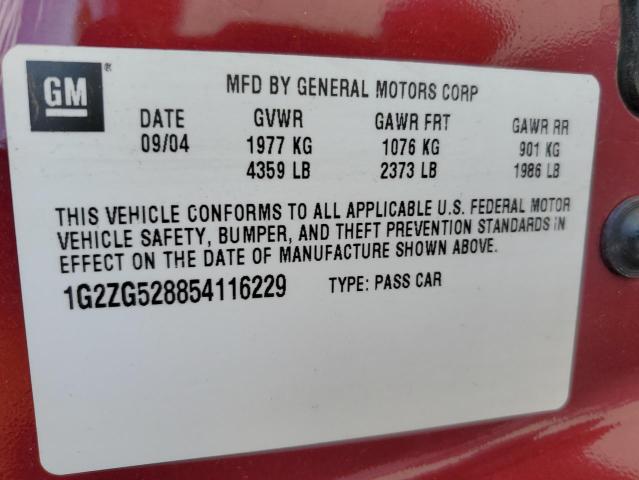 GM®
MFD BY GENERAL MOTORS CORP
DATE GVWR GAWR FRT GAWR RR
09/04 1977 KG 1076 KG 901 KG
4359 LB 2373 LB 1986 LB
THIS VEHICLE CONFORMS TO ALL APPLICABLE U.S. FEDERAL MOTOR
VEHICLE SAFETY, BUMPER, AND THEFT PREVENTION STANDARDS IN
EFFECT ON THE DATE OF MANUFACTURE SHOWN ABOVE.
1G2ZG528854116229 TYPE: PASS CAR